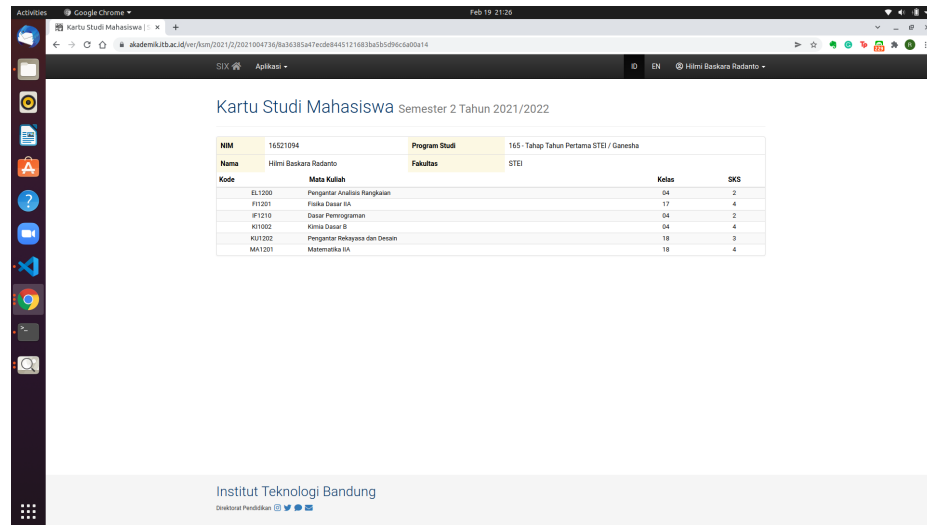 Activities Google Chrome Feb 19 21:26
Kartu Studi Mahasiswa | S
akademik.itb.ac.id/ver/ksm/2021/2/2021004736/8a36385a47ecde8445121683ba5b5d96c6a00a14
SIX Aplikasi ID EN Hilmi Baskara Radanto
Kartu Studi Mahasiswa Semester 2 Tahun 2021/2022
NIM 16521094 Program Studi 165 - Tahap Tahun Pertama STEI / Ganesha
Nama Hilmi Baskara Radanto Fakultas STEI
Kode Mata Kuliah Kelas SKS
EL1200 Pengantar Analisis Rangkaian 04 2
FI1201 Fisika Dasar IIA 17 4
IF1210 Dasar Pemrograman 04 2
KI1002 Kimia Dasar B 04 4
KU1202 Pengantar Rekayasa dan Desain 18 3
MA1201 Matematika IIA 18 4
Institut Teknologi Bandung
Direktorat Pendidikan